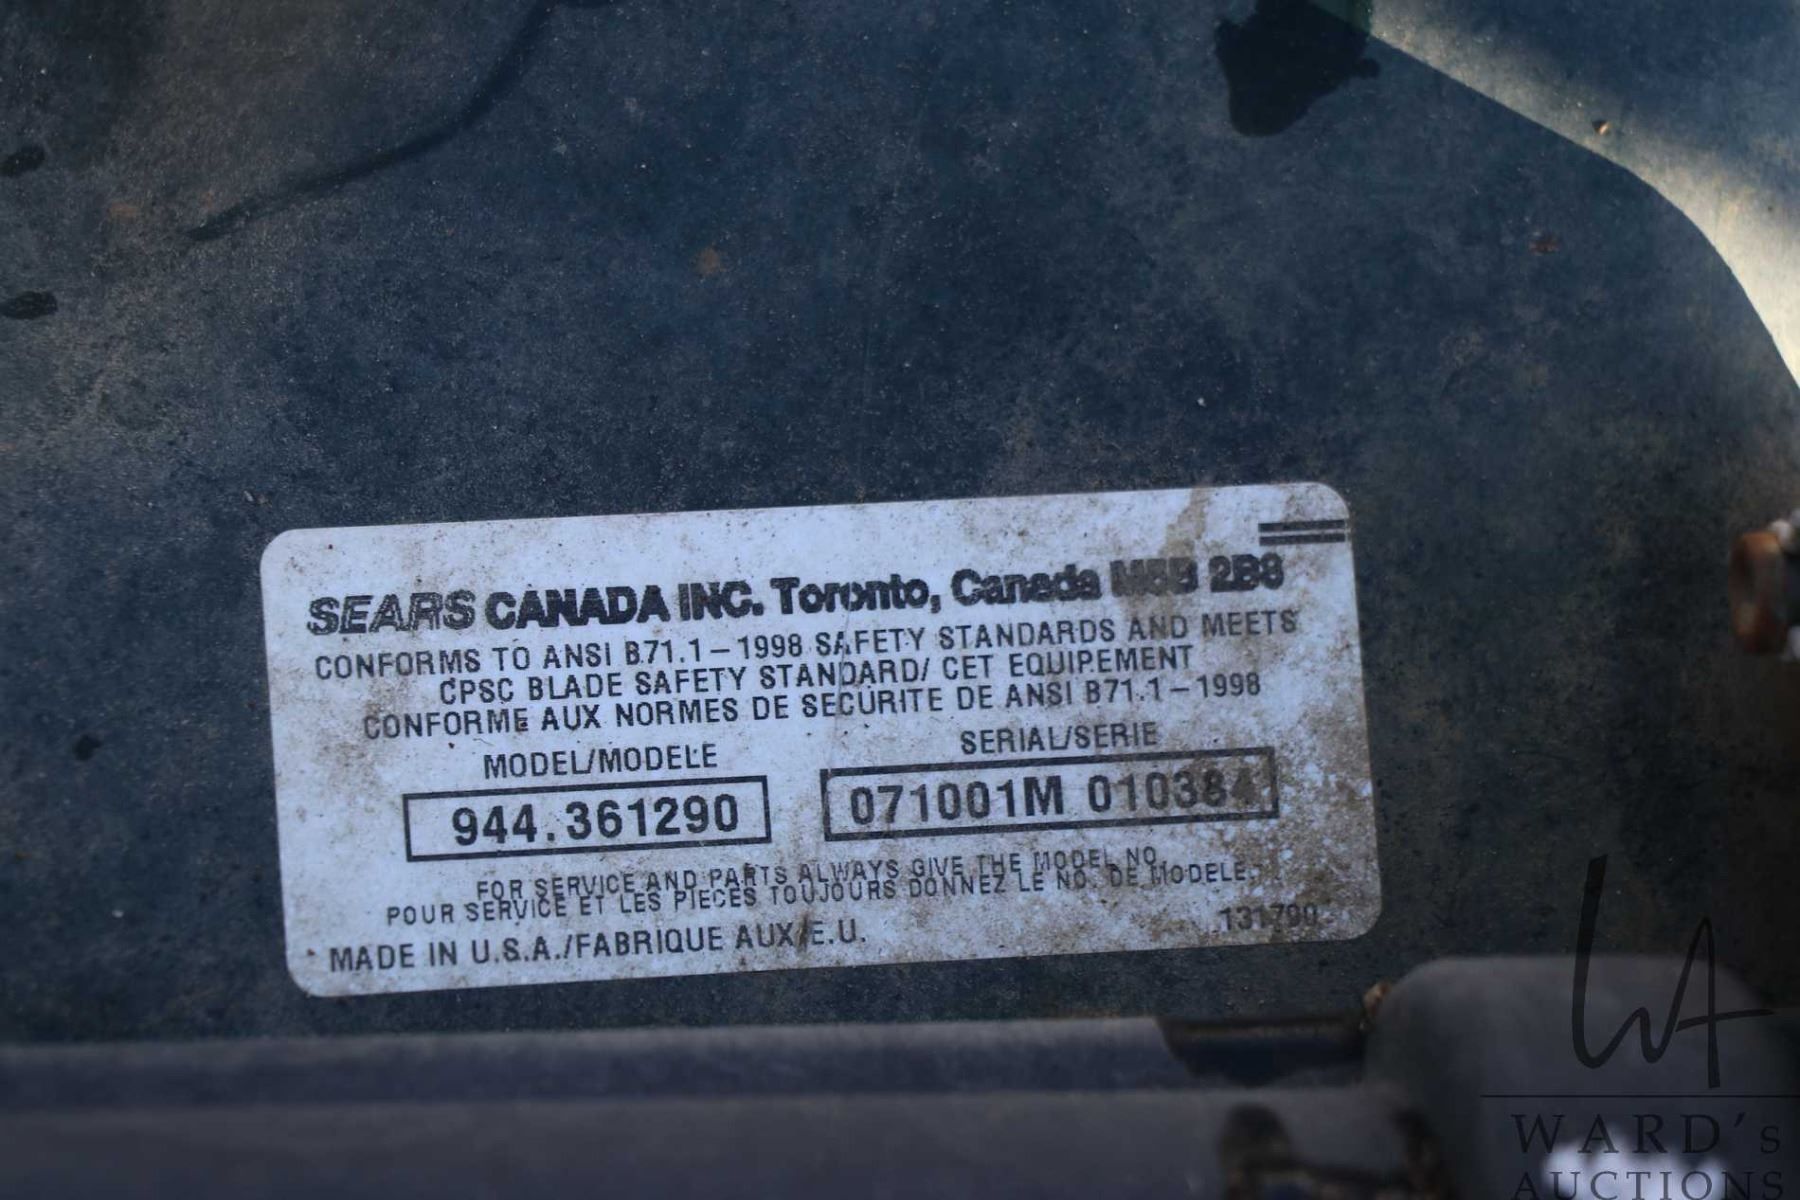 SEARS CANADA INC. Toronto, Canada M5B 2B8
CONFORMS TO ANSI B71.1-1998 SAFETY STANDARDS AND MEETS
CPSC BLADE SAFETY STANDARD/ CET EQUIPEMENT
CONFORME AUX NORMES DE SECURITE DE ANSI B71.1-1998
MODEL/MODELE SERIAL/SERIE
944.361290 071001M 010384
FOR SERVICE AND PARTS ALWAYS GIVE THE MODEL NO.
POUR SERVICE ET LES PIECES TOUJOURS DONNEZ LE NO. DE MODELE.
131790
MADE IN U.S.A./FABRIQUE AUX E.U.
WA
WARD's
AUCTIONS